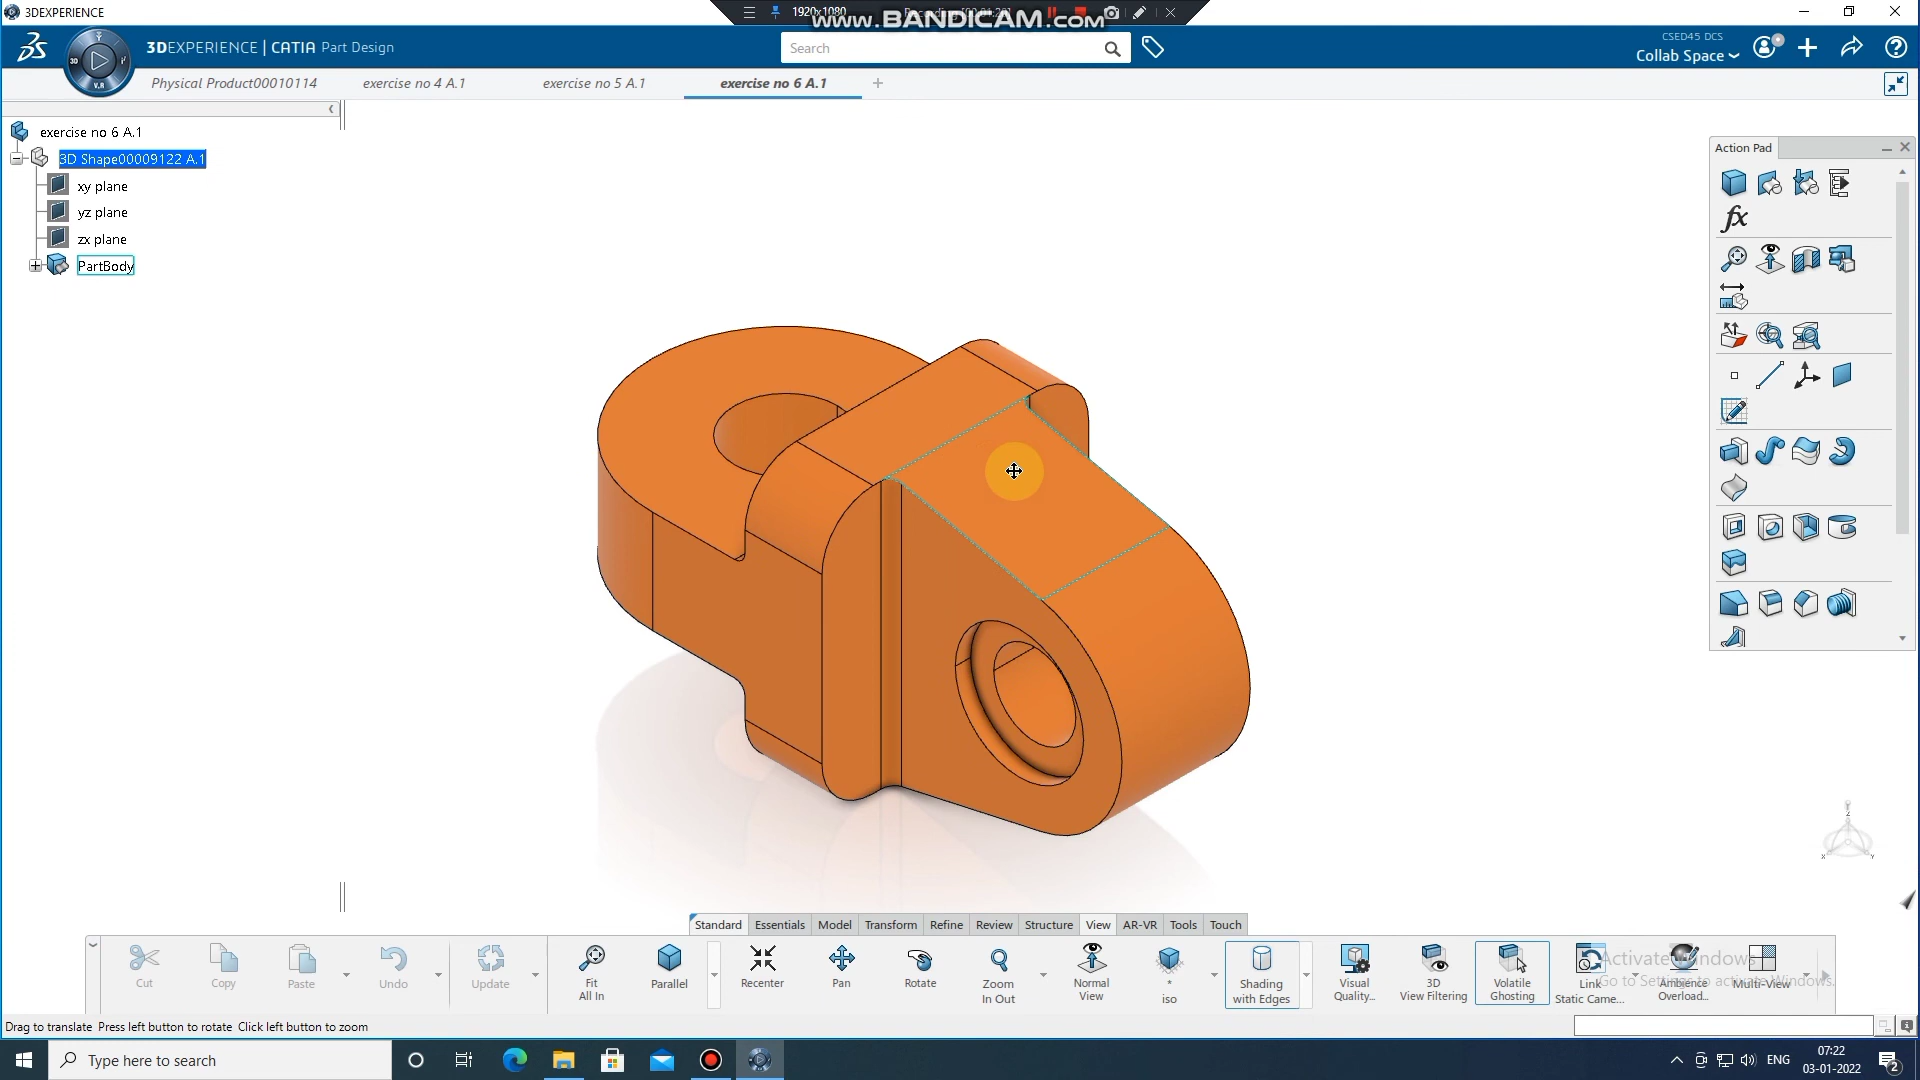 3DEXPERIENCE
1920x1080
www.BANDICAM.com
3DEXPERIENCE | CATIA Part Design
Search
CSED45 DCS
Collab Space
3D
V.R
Physical Product00010114
exercise no 4 A.1
exercise no 5 A.1
exercise no 6 A.1
exercise no 6 A.1
3D Shape00009122 A.1
xy plane
yz plane
zx plane
PartBody
Action Pad
fx
Standard
Essentials
Model
Transform
Refine
Review
Structure
View
AR-VR
Tools
Touch
Cut
Copy
Paste
Undo
Update
Fit
All In
Parallel
Recenter
Pan
Rotate
Zoom
In Out
Normal
View
*
iso
Shading
with Edges
Visual
Quality...
3D
View Filtering
Volatile
Ghosting
Link
Static Came...
Ambience
Overload...
Multi-View
Activate Windows
Go to Settings to activate Windows.
Drag to translate Press left button to rotate Click left button to zoom
Type here to search
ENG
07:22
03-01-2022
2